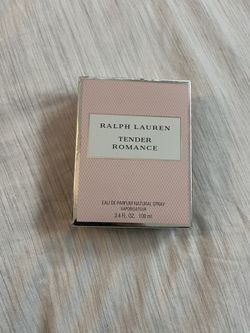 RALPH LAUREN
TENDER
ROMANCE
EAU DE PARFUM NATURAL SPRAY
VAPORISATEUR
3.4 FL. OZ. 100 ml